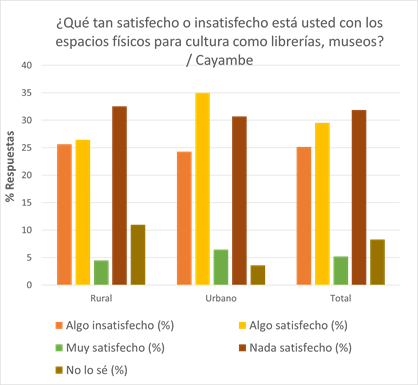 ¿Qué tan satisfecho o insatisfecho está usted con los
espacios físicos para cultura como librerías, museos?
/ Cayambe
% Respuestas
40
35
30
25
20
15
10
5
0
Rural Urbano Total
Algo insatisfecho (%) Algo satisfecho (%)
Muy satisfecho (%) Nada satisfecho (%)
No lo sé (%)